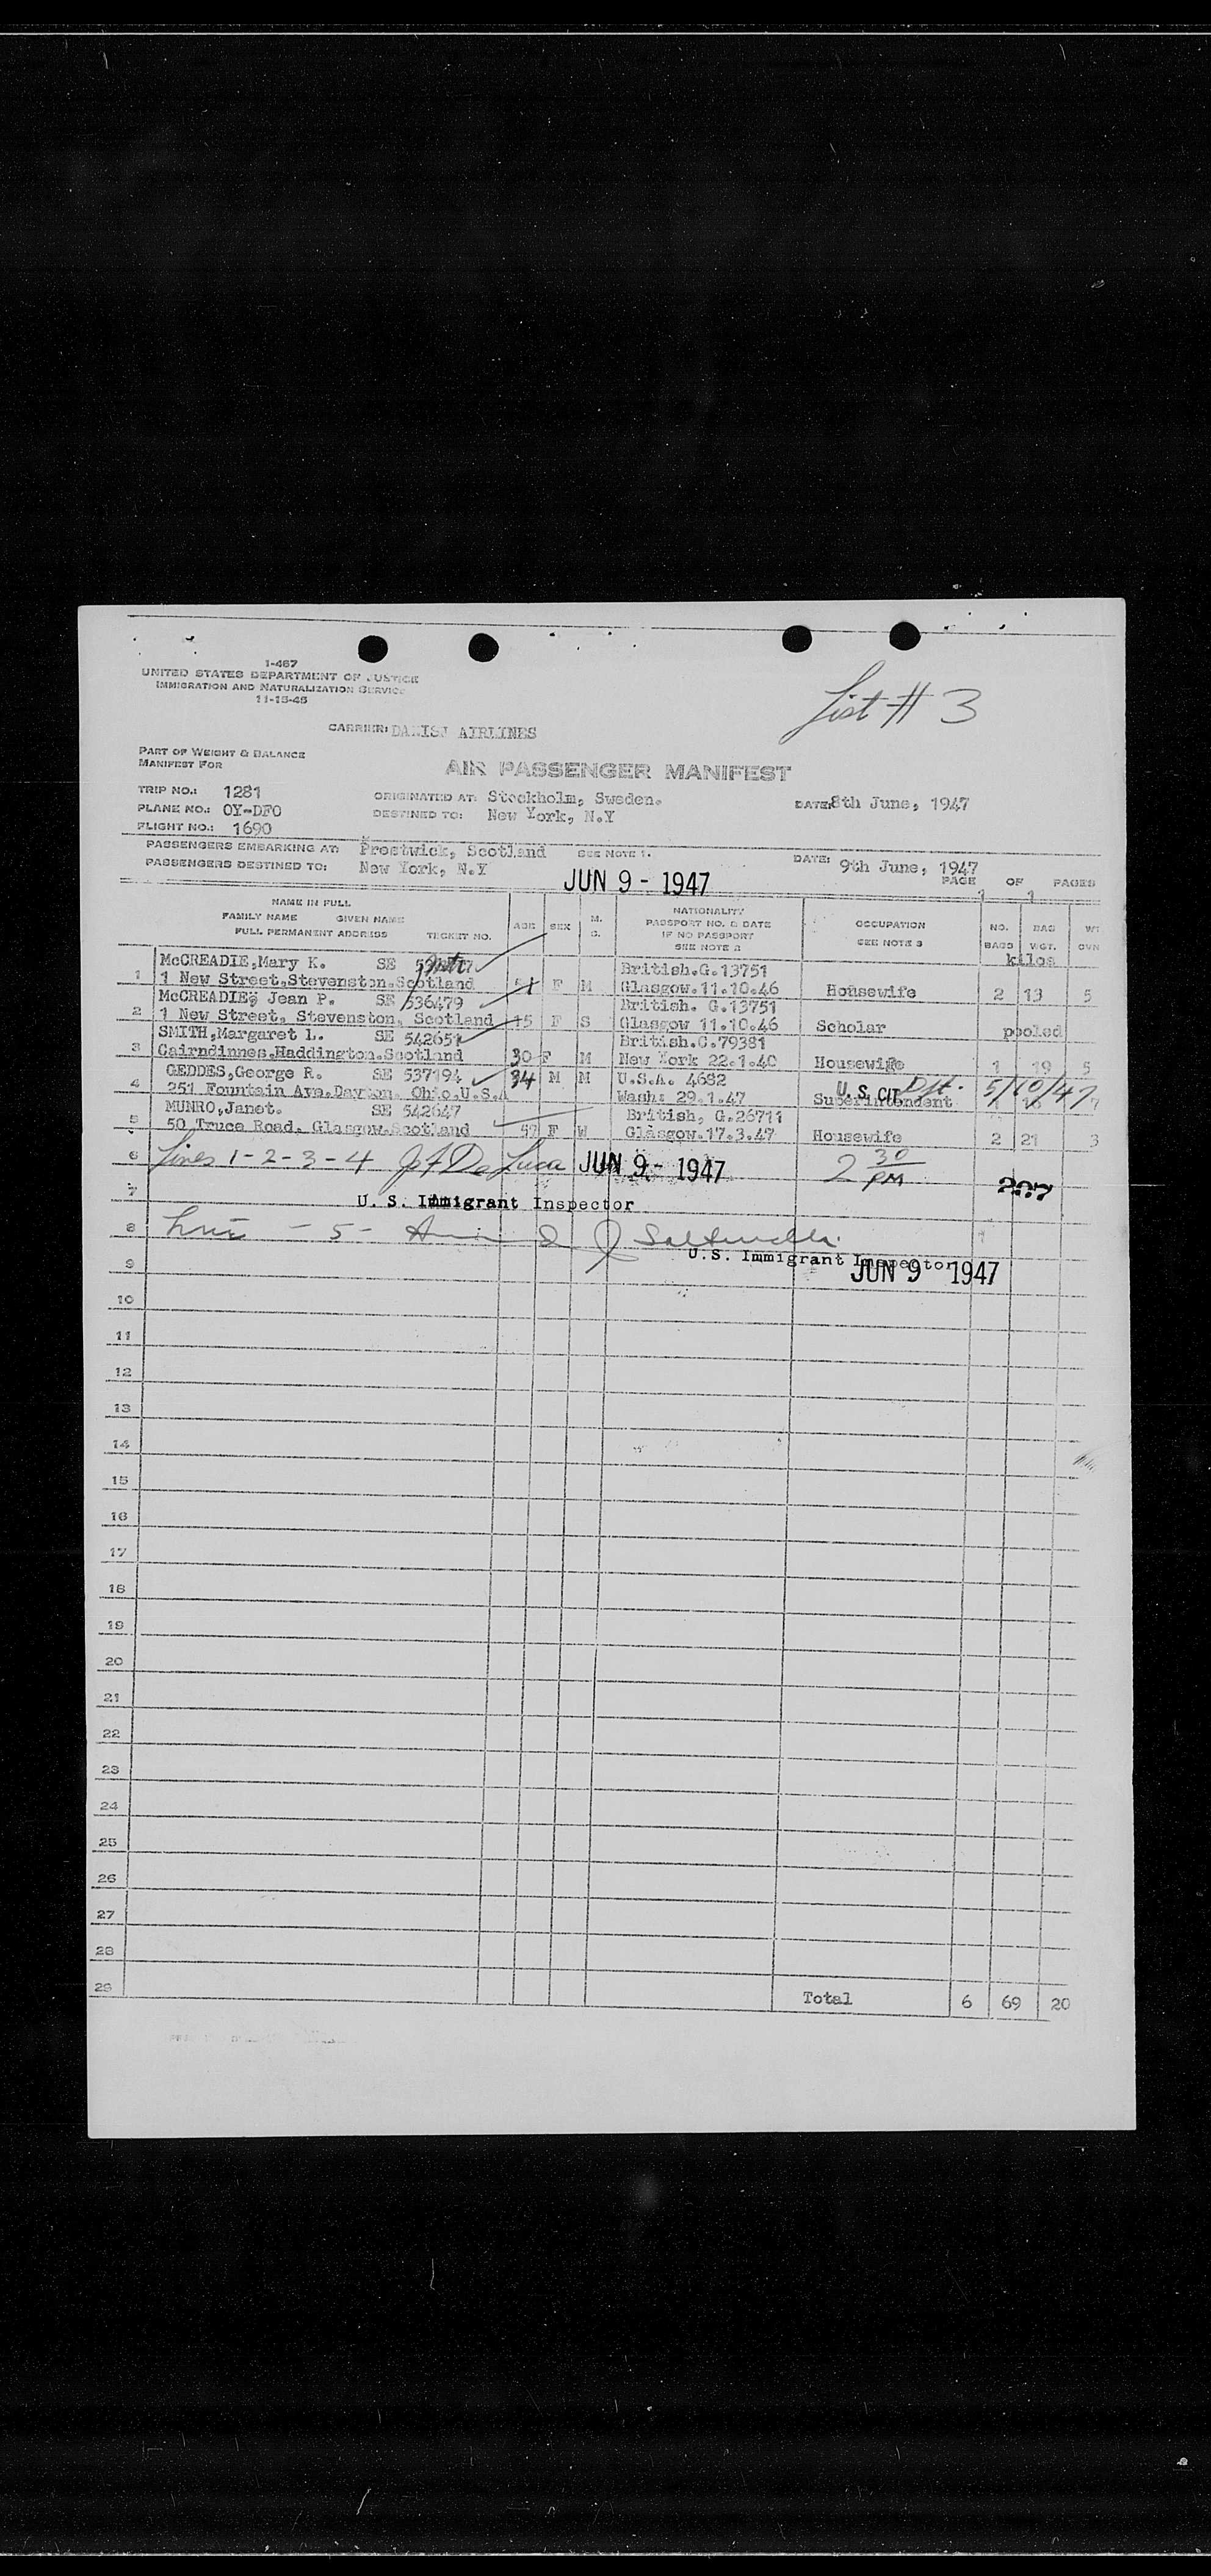 I-467
UNITED STATES DEPARTMENT OF JUSTICE
IMMIGRATION AND NATURALIZATION SERVICE
11-15-45
List # 3
CARRIER: DANISH AIRLINES
PART OF WEIGHT & BALANCE
MANIFEST FOR
AIR PASSENGER MANIFEST
TRIP NO.: 1281
ORIGINATED AT: Stockholm, Sweden.
DATE: 8th June, 1947
PLANE NO.: OY-DFO
DESTINED TO: New York, N.Y
FLIGHT NO.: 1690
PASSENGERS EMBARKING AT: Prestwick, Scotland SEE NOTE 1. DATE: 9th June, 1947
PASSENGERS DESTINED TO: New York, N.Y
JUN 9 - 1947
PAGE 1 OF 1 PAGES
NAME IN FULL
FAMILY NAME GIVEN NAME
FULL PERMANENT ADDRESS TICKET NO.
AGE SEX M. S.
NATIONALITY
PASSPORT NO. & DATE
IF NO PASSPORT
SEE NOTE 2
OCCUPATION
SEE NOTE 3
NO. BAGS
BAG WGT.
kilos
1 McCREADIE, Mary K. SE British.G.13751
1 New Street, Stevenston.Scotland F M Glasgow.11.10.46 Housewife 2 13 5
2 McCREADIE, Jean P. SE 536479 British. G.13751
1 New Street, Stevenston, Scotland 15 F S Glasgow 11.10.46 Scholar pooled
3 SMITH, Margaret L. SE 542651 British.C.79381
Cairndinnes.Haddington.Scotland 30 F M New York 22.1.40 Housewife 1 19 5
4 GEDDES, George R. SE 537194 34 M M U.S.A. 4682 U. S. CIT 5/10/47
251 Fountain Ave.Dayton. Ohio.U.S.A Wash: 29.1.47 Superintendent 1 16 7
5 MUNRO, Janet. SE 542647 British, G.26711
50 Truce Road, Glasgow.Scotland 57 F W Glasgow.17.3.47 Housewife 2 21 3
6 Lines 1-2-3-4 J F DeLuca JUN 9 - 1947 2 30 PM
7 U. S. Immigrant Inspector 207
8 Line - 5 -
U.S. Immigrant Inspector
9 JUN 9 1947
10
11
12
13
14
15
16
17
18
19
20
21
22
23
24
25
26
27
28
29 Total 6 69 20